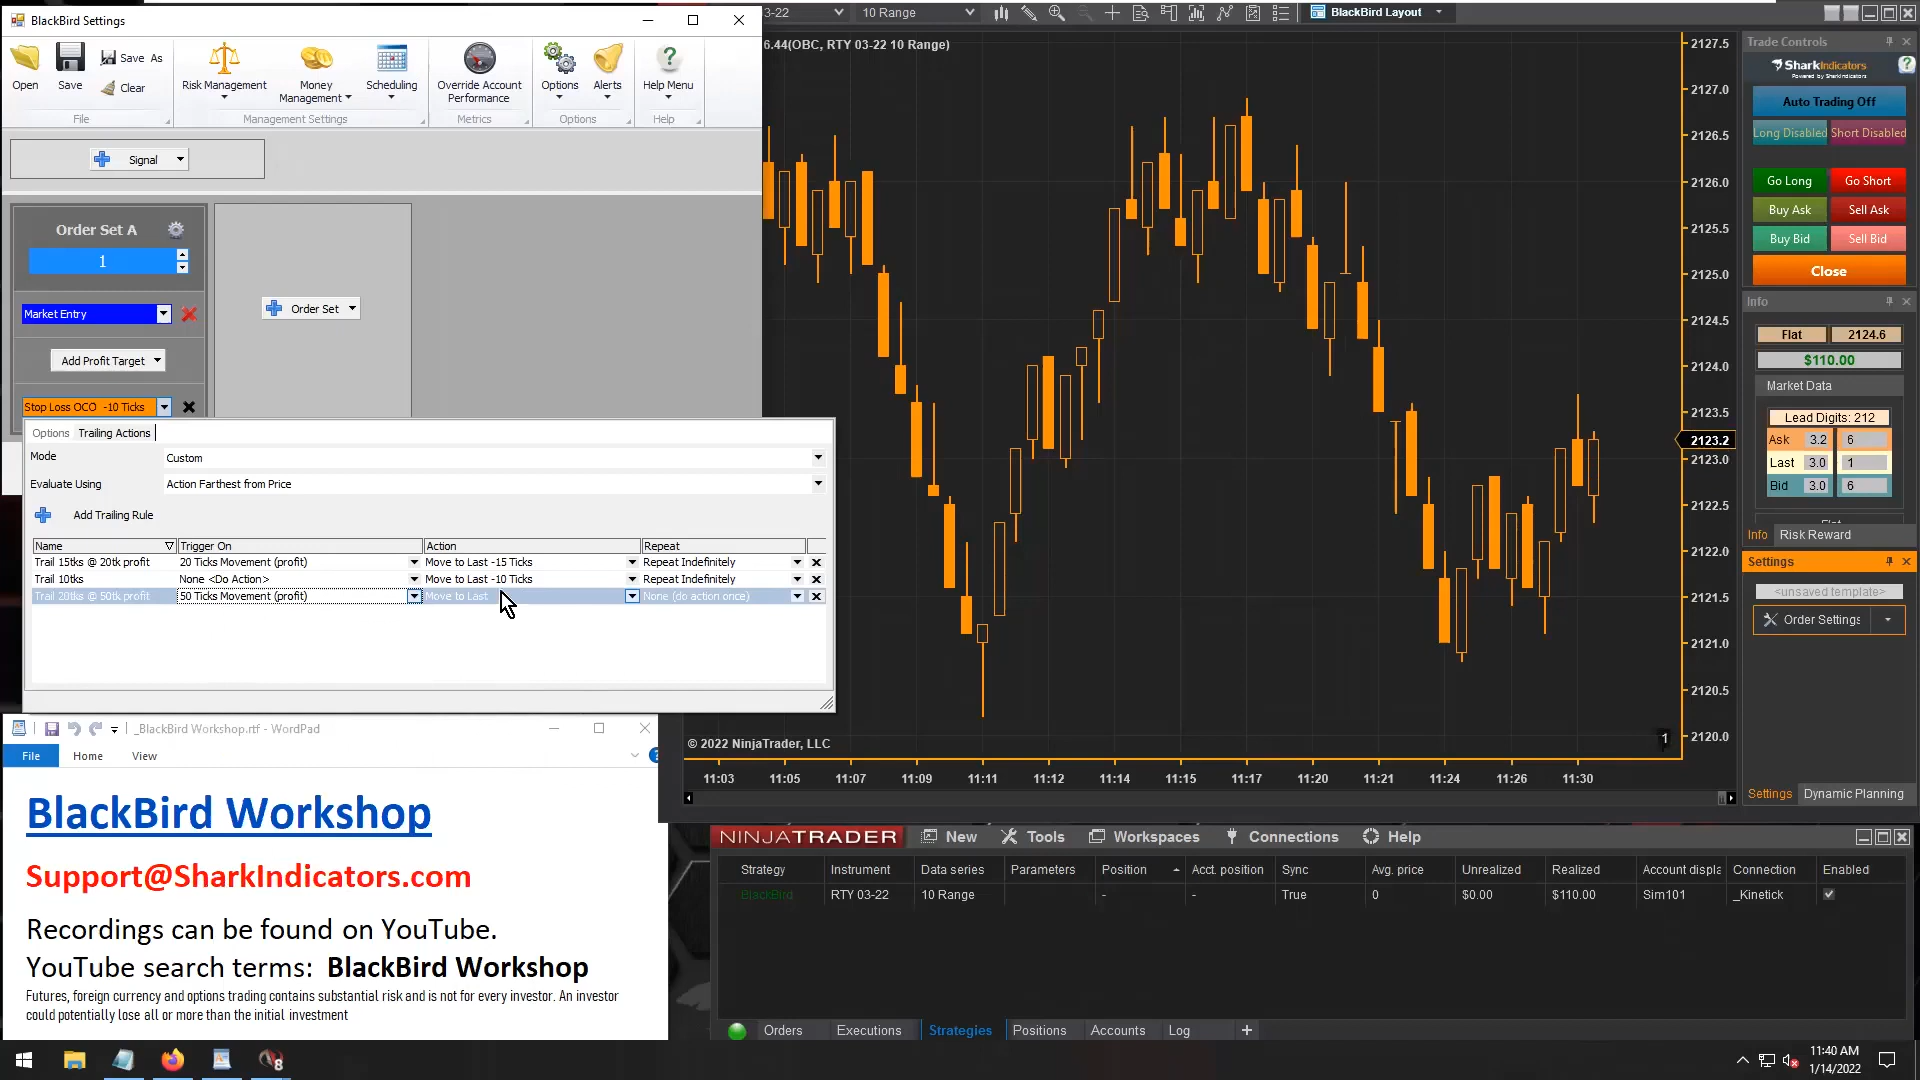 BlackBird Settings
Open
Save
Save As
Clear
File
Risk Management
Money Management
Scheduling
Management Settings
Override Account Performance
Metrics
Options
Alerts
Options
Help Menu
Help
Signal
Order Set A
1
Market Entry
Add Profit Target
Stop Loss OCO -10 Ticks
Order Set
Options
Trailing Actions
Mode
Custom
Evaluate Using
Action Farthest from Price
Add Trailing Rule
Name Trigger On Action Repeat
Trail 15tks @ 20tk profit 20 Ticks Movement (profit) Move to Last -15 Ticks Repeat Indefinitely
Trail 10tks None <Do Action> Move to Last -10 Ticks Repeat Indefinitely
Trail 20tks @ 50tk profit 50 Ticks Movement (profit) Move to Last None (do action once)
_BlackBird Workshop.rtf - WordPad
File Home View
BlackBird Workshop
Support@SharkIndicators.com
Recordings can be found on YouTube.
YouTube search terms: BlackBird Workshop
Futures, foreign currency and options trading contains substantial risk and is not for every investor. An investor
could potentially lose all or more than the initial investment
3-22
10 Range
BlackBird Layout
6.44(OBC, RTY 03-22 10 Range)
2127.5
2127.0
2126.5
2126.0
2125.5
2125.0
2124.5
2124.0
2123.5
2123.2
2123.0
2122.5
2122.0
2121.5
2121.0
2120.5
2120.0
© 2022 NinjaTrader, LLC
1
11:03 11:05 11:07 11:09 11:11 11:12 11:14 11:15 11:17 11:20 11:21 11:24 11:26 11:30
Trade Controls
SharkIndicators
Powered by SharkIndicators
Auto Trading Off
Long Disabled Short Disabled
Go Long Go Short
Buy Ask Sell Ask
Buy Bid Sell Bid
Close
Info
Flat 2124.6
$110.00
Market Data
Lead Digits: 212
Ask 3.2 6
Last 3.0 1
Bid 3.0 6
Flat
Info Risk Reward
Settings
<unsaved template>
Order Settings
Settings Dynamic Planning
NINJATRADER New Tools Workspaces Connections Help
Strategy Instrument Data series Parameters Position Acct. position Sync Avg. price Unrealized Realized Account displa Connection Enabled
BlackBird RTY 03-22 10 Range - - True 0 $0.00 $110.00 Sim101 _Kinetick
Orders Executions Strategies Positions Accounts Log +
11:40 AM
1/14/2022